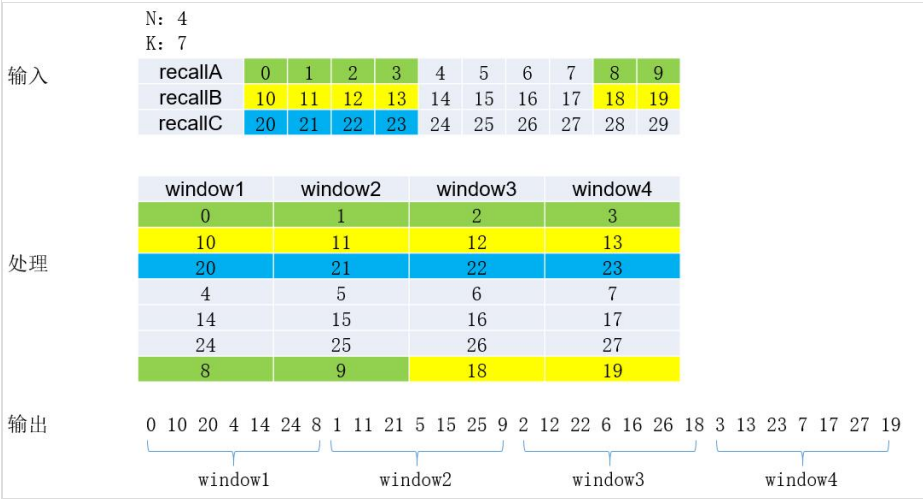 N: 4
K: 7
输入
recallA 0 1 2 3 4 5 6 7 8 9
recallB 10 11 12 13 14 15 16 17 18 19
recallC 20 21 22 23 24 25 26 27 28 29
window1 window2 window3 window4
0 1 2 3
10 11 12 13
处理
20 21 22 23
4 5 6 7
14 15 16 17
24 25 26 27
8 9 18 19
输出
0 10 20 4 14 24 8 1 11 21 5 15 25 9 2 12 22 6 16 26 18 3 13 23 7 17 27 19
window1 window2 window3 window4